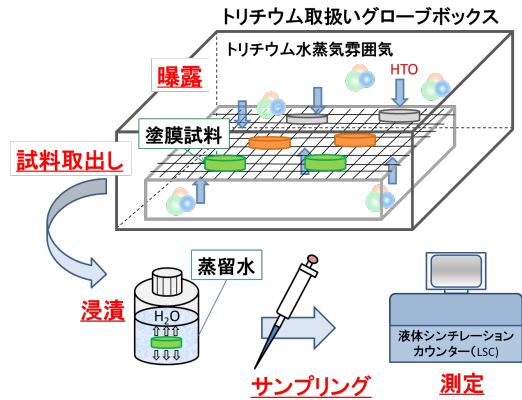 トリチウム取扱いグローブボックス
トリチウム水蒸気雰囲気
曝露
HTO
塗膜試料
試料取出し
蒸留水
浸漬
H₂O
サンプリング
液体シンチレーション
カウンター(LSC)
測定